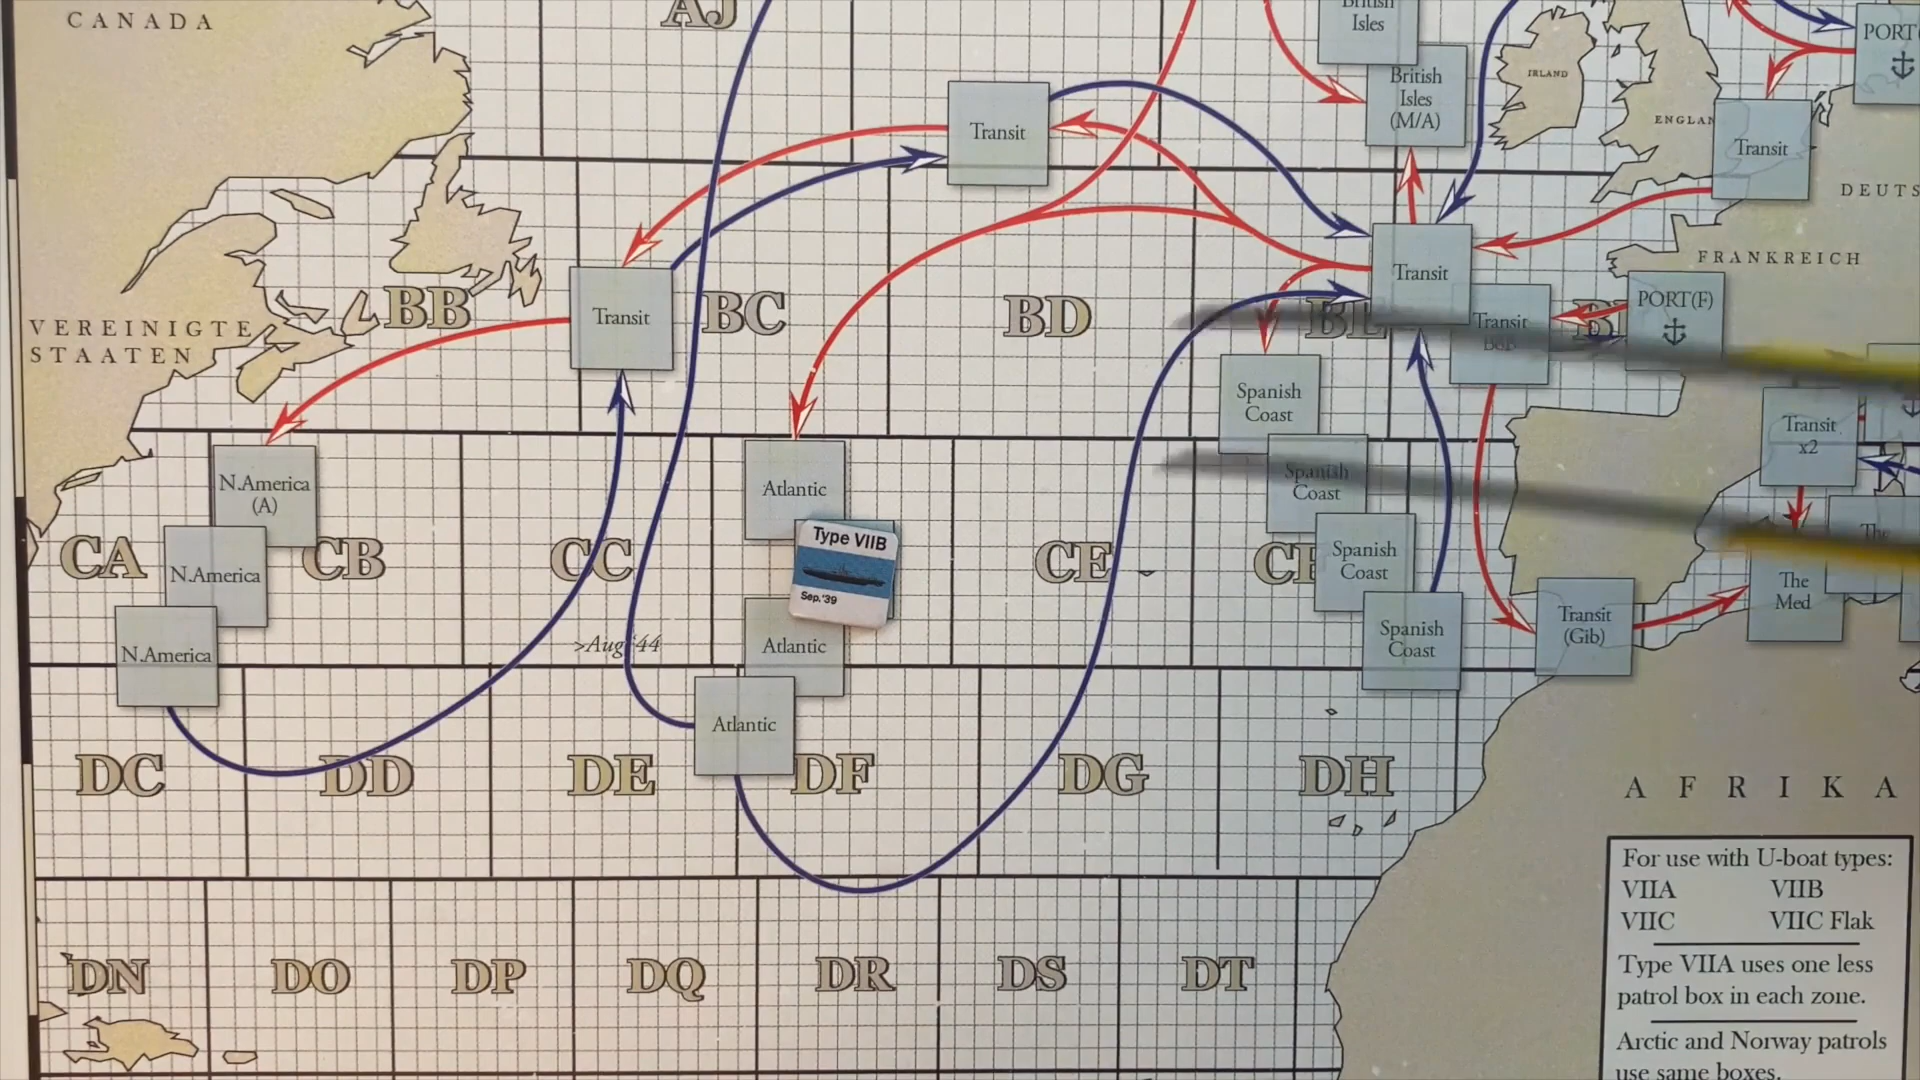 CANADA
AJ
British
Isles
British
Isles
(M/A)
IRLAND
ENGLAN
PORT
Transit
Transit
DEUTS
FRANKREICH
VEREINIGTE
STAATEN
BB
Transit
BC
BD
Transit
Transit
PORT(F)
Spanish
Coast
Transit
x2
N.America
(A)
Atlantic
Spanish
Coast
CA
N.America
CB
CC
Type VIIB
Sep.'39
CE
Spanish
Coast
The
Med
N.America
>Aug '44
Atlantic
Spanish
Coast
Transit
(Gib)
Atlantic
DC
DD
DE
DF
DG
DH
AFRIKA
For use with U-boat types:
VIIA VIIB
VIIC VIIC Flak
Type VIIA uses one less
patrol box in each zone.
Arctic and Norway patrols
use same boxes.
DN
DO
DP
DQ
DR
DS
DT